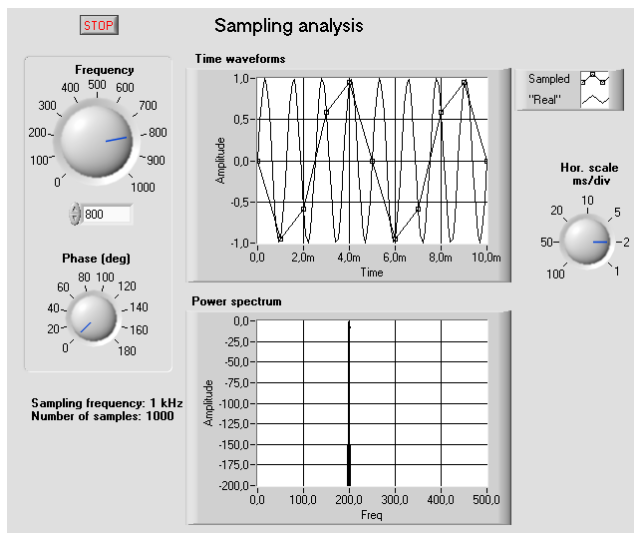 STOP
Sampling analysis
Frequency
0
100
200
300
400
500
600
700
800
900
1000
800
Phase (deg)
0
20
40
60
80
100
120
140
160
180
Sampling frequency: 1 kHz
Number of samples: 1000
Time waveforms
Amplitude
1,0
0,5
0,0
-0,5
-1,0
0,0 2,0m 4,0m 6,0m 8,0m 10,0m
Time
Sampled
"Real"
Hor. scale
ms/div
100
50
20
10
5
2
1
Power spectrum
Amplitude
0,0
-25,0
-50,0
-75,0
-100,0
-125,0
-150,0
-175,0
-200,0
0,0 100,0 200,0 300,0 400,0 500,0
Freq